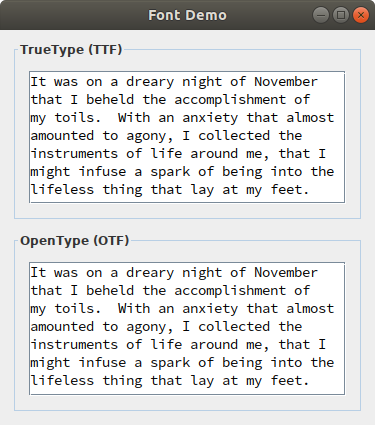 Font Demo
TrueType (TTF)
It was on a dreary night of November
that I beheld the accomplishment of
my toils.  With an anxiety that almost
amounted to agony, I collected the
instruments of life around me, that I
might infuse a spark of being into the
lifeless thing that lay at my feet.
OpenType (OTF)
It was on a dreary night of November
that I beheld the accomplishment of
my toils.  With an anxiety that almost
amounted to agony, I collected the
instruments of life around me, that I
might infuse a spark of being into the
lifeless thing that lay at my feet.